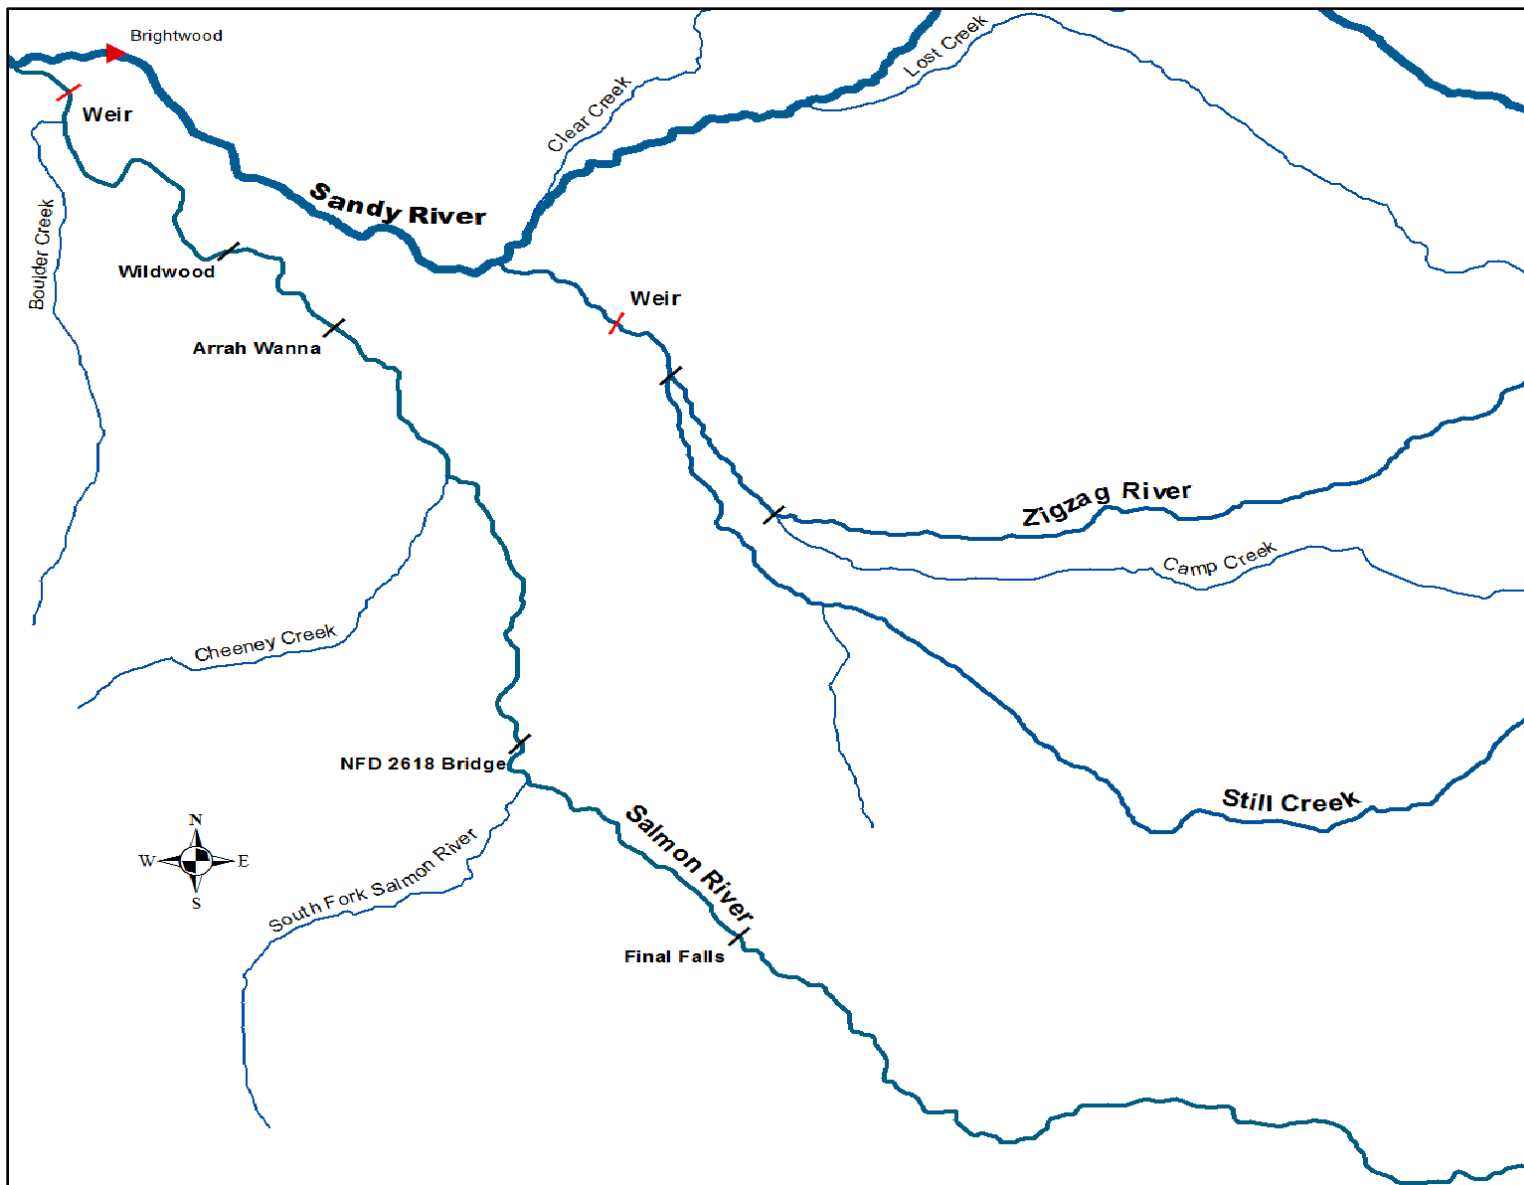 Brightwood
Lost Creek
Clear Creek
Weir
Sandy River
Boulder Creek
Wildwood
Weir
Arrah Wanna
Zigzag River
Camp Creek
Cheeney Creek
NFD 2618 Bridge
Still Creek
Salmon River
N
W
E
S
South Fork Salmon River
Final Falls